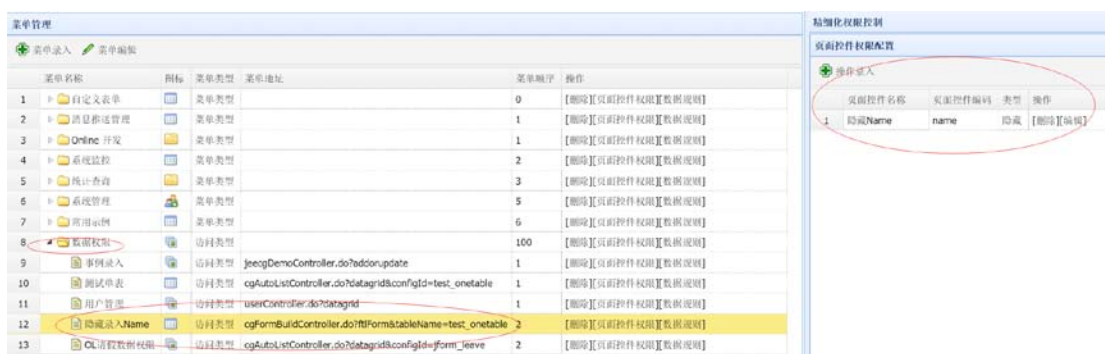 菜单管理
菜单录入 菜单编辑
菜单名称 图标 菜单类型 菜单地址 菜单顺序 操作
1 自定义表单 菜单类型 0 [删除][页面控件权限][数据规则]
2 消息推送管理 菜单类型 1 [删除][页面控件权限][数据规则]
3 Online 开发 菜单类型 1 [删除][页面控件权限][数据规则]
4 系统监控 菜单类型 2 [删除][页面控件权限][数据规则]
5 统计查询 菜单类型 3 [删除][页面控件权限][数据规则]
6 系统管理 菜单类型 5 [删除][页面控件权限][数据规则]
7 常用示例 菜单类型 6 [删除][页面控件权限][数据规则]
8 数据权限 访问类型 100 [删除][页面控件权限][数据规则]
9 事例录入 访问类型 jeecgDemoController.do?addorupdate 1 [删除][页面控件权限][数据规则]
10 测试单表 访问类型 cgAutoListController.do?datagrid&configId=test_onetable 1 [删除][页面控件权限][数据规则]
11 用户管理 访问类型 userController.do?datagrid 1 [删除][页面控件权限][数据规则]
12 隐藏录入Name 访问类型 cgFormBuildController.do?ftlForm&tableName=test_onetable 2 [删除][页面控件权限][数据规则]
13 OL请假数据权限 访问类型 cgAutoListController.do?datagrid&configId=jform_leave 2 [删除][页面控件权限][数据规则]
精细化权限控制
页面控件权限配置
操作录入
页面控件名称 页面控件编码 类型 操作
1 隐藏Name name 隐藏 [删除][编辑]